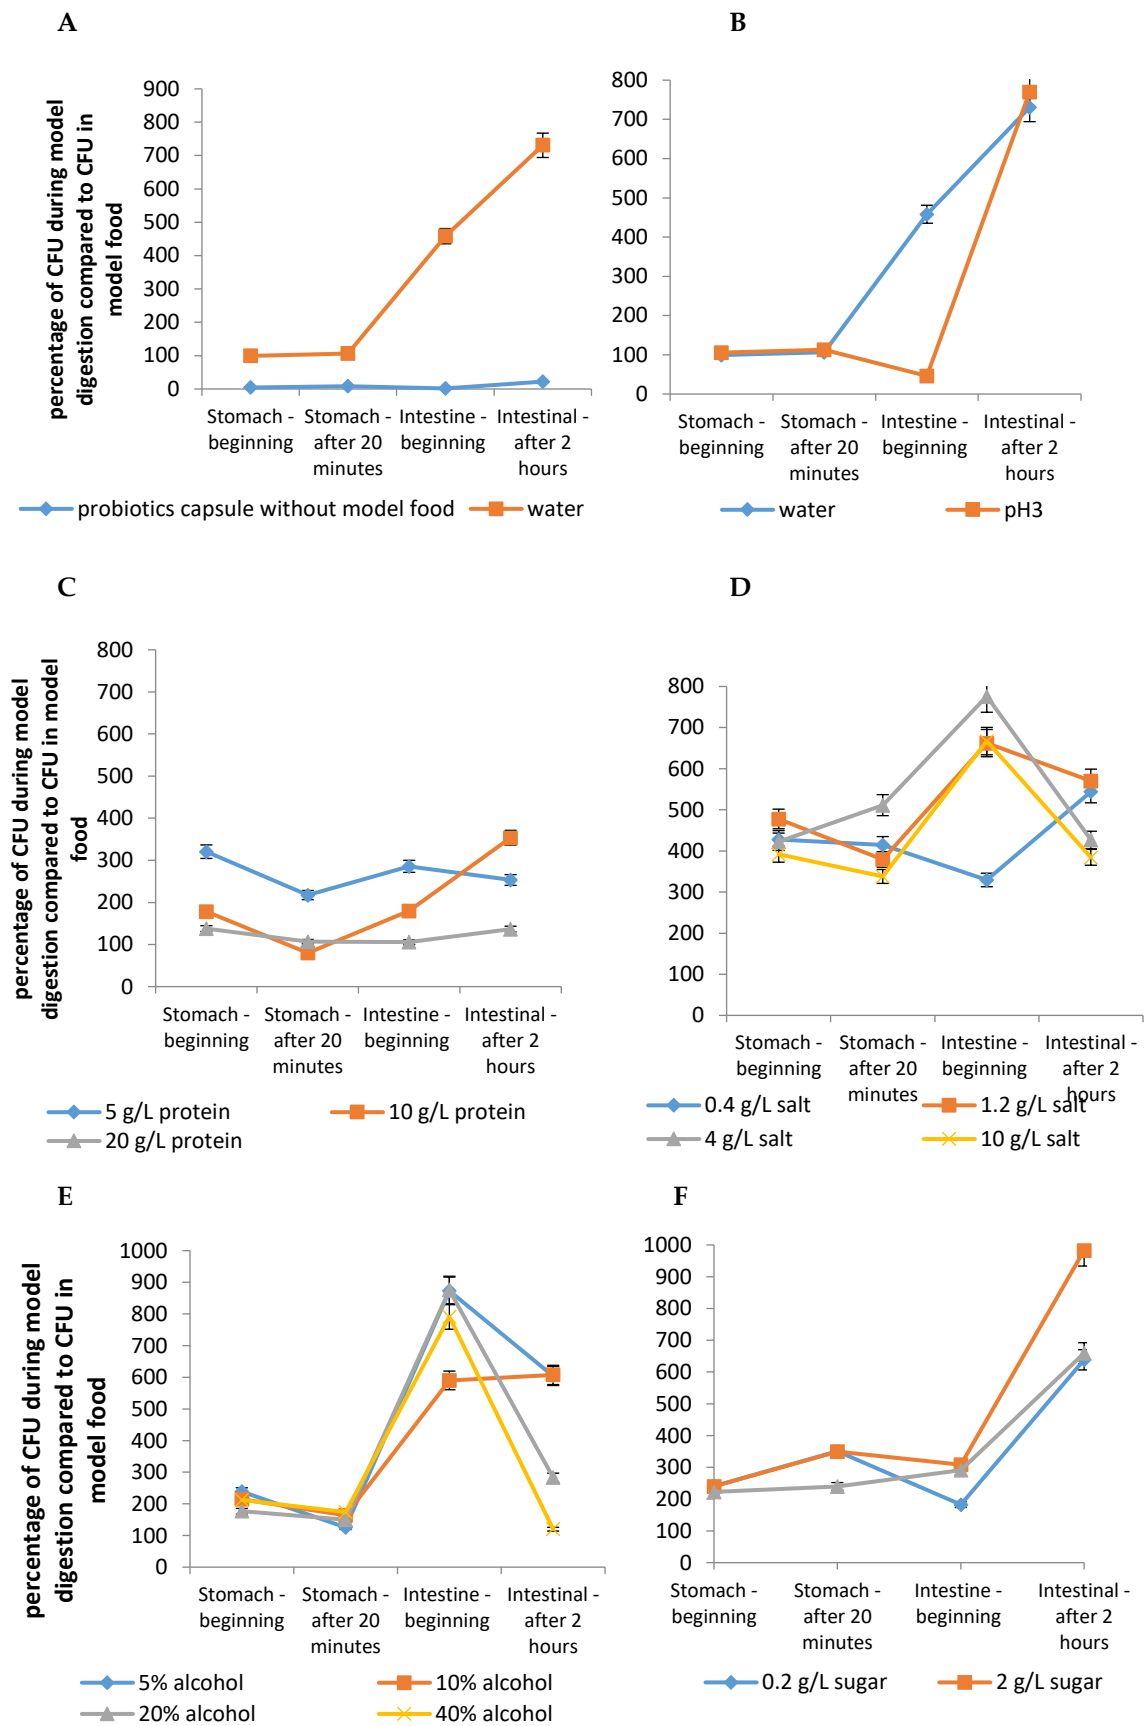 A
B
percentage of CFU during model
digestion compared to CFU in
model food
900
800
700
600
500
400
300
200
100
0
Stomach -
beginning
Stomach -
after 20
minutes
Intestine -
beginning
Intestinal -
after 2
hours
probiotics capsule without model food
water
800
700
600
500
400
300
200
100
0
Stomach -
beginning
Stomach -
after 20
minutes
Intestine -
beginning
Intestinal -
after 2
hours
water
pH3
C
D
percentage of CFU during model
digestion compared to CFU in model
food
800
700
600
500
400
300
200
100
0
Stomach -
beginning
Stomach -
after 20
minutes
Intestine -
beginning
Intestinal -
after 2
hours
5 g/L protein
10 g/L protein
20 g/L protein
800
700
600
500
400
300
200
100
0
Stomach -
beginning
Stomach -
after 20
minutes
Intestine -
beginning
Intestinal -
after 2
hours
0.4 g/L salt
1.2 g/L salt
4 g/L salt
10 g/L salt
E
F
percentage of CFU during model
digestion compared to CFU in
model food
1000
900
800
700
600
500
400
300
200
100
0
Stomach -
beginning
Stomach -
after 20
minutes
Intestine -
beginning
Intestinal -
after 2
hours
5% alcohol
10% alcohol
20% alcohol
40% alcohol
1000
900
800
700
600
500
400
300
200
100
0
Stomach -
beginning
Stomach -
after 20
minutes
Intestine -
beginning
Intestinal -
after 2
hours
0.2 g/L sugar
2 g/L sugar